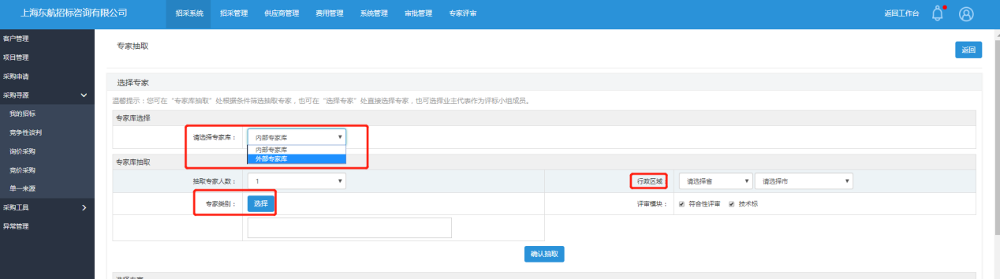 上海东航招标咨询有限公司 招采系统 招采管理 供应商管理 费用管理 系统管理 审批管理 专家评审 返回工作台
客户管理
项目管理
采购申请
采购寻源
我的招标
竞争性谈判
询价采购
竞价采购
单一来源
采购工具
异常管理
专家抽取
返回
选择专家
温馨提示：您可在“专家库抽取”处根据条件筛选抽取专家，也可在“选择专家”处直接选择专家，也可选择业主代表作为评标小组成员。
专家库选择
请选择专家库： 内部专家库
内部专家库
外部专家库
专家库抽取
抽取专家人数： 1 行政区域： 请选择省 请选择市
专家类别： 选择 评审模块： 符合性评审 技术标
确认抽取
选择专家